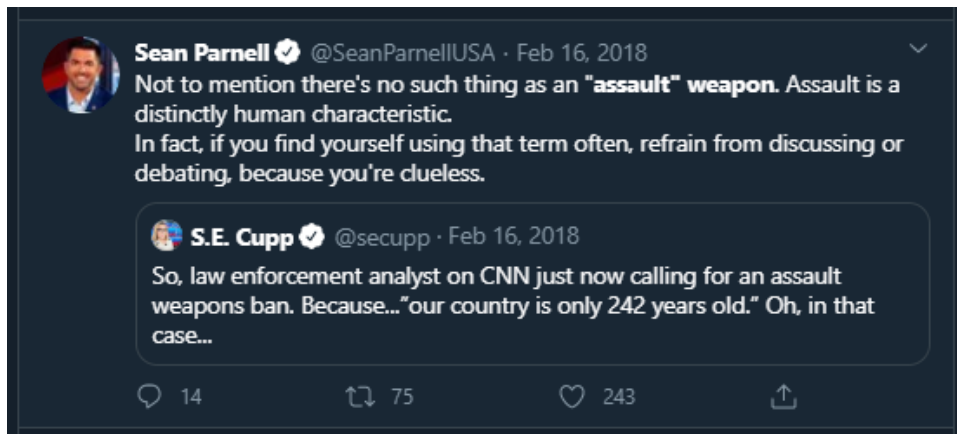 Sean Parnell @SeanParnellUSA · Feb 16, 2018
Not to mention there's no such thing as an "assault" weapon. Assault is a
distinctly human characteristic.
In fact, if you find yourself using that term often, refrain from discussing or
debating, because you're clueless.
S.E. Cupp @secupp · Feb 16, 2018
So, law enforcement analyst on CNN just now calling for an assault
weapons ban. Because..."our country is only 242 years old." Oh, in that
case...
14 75 243